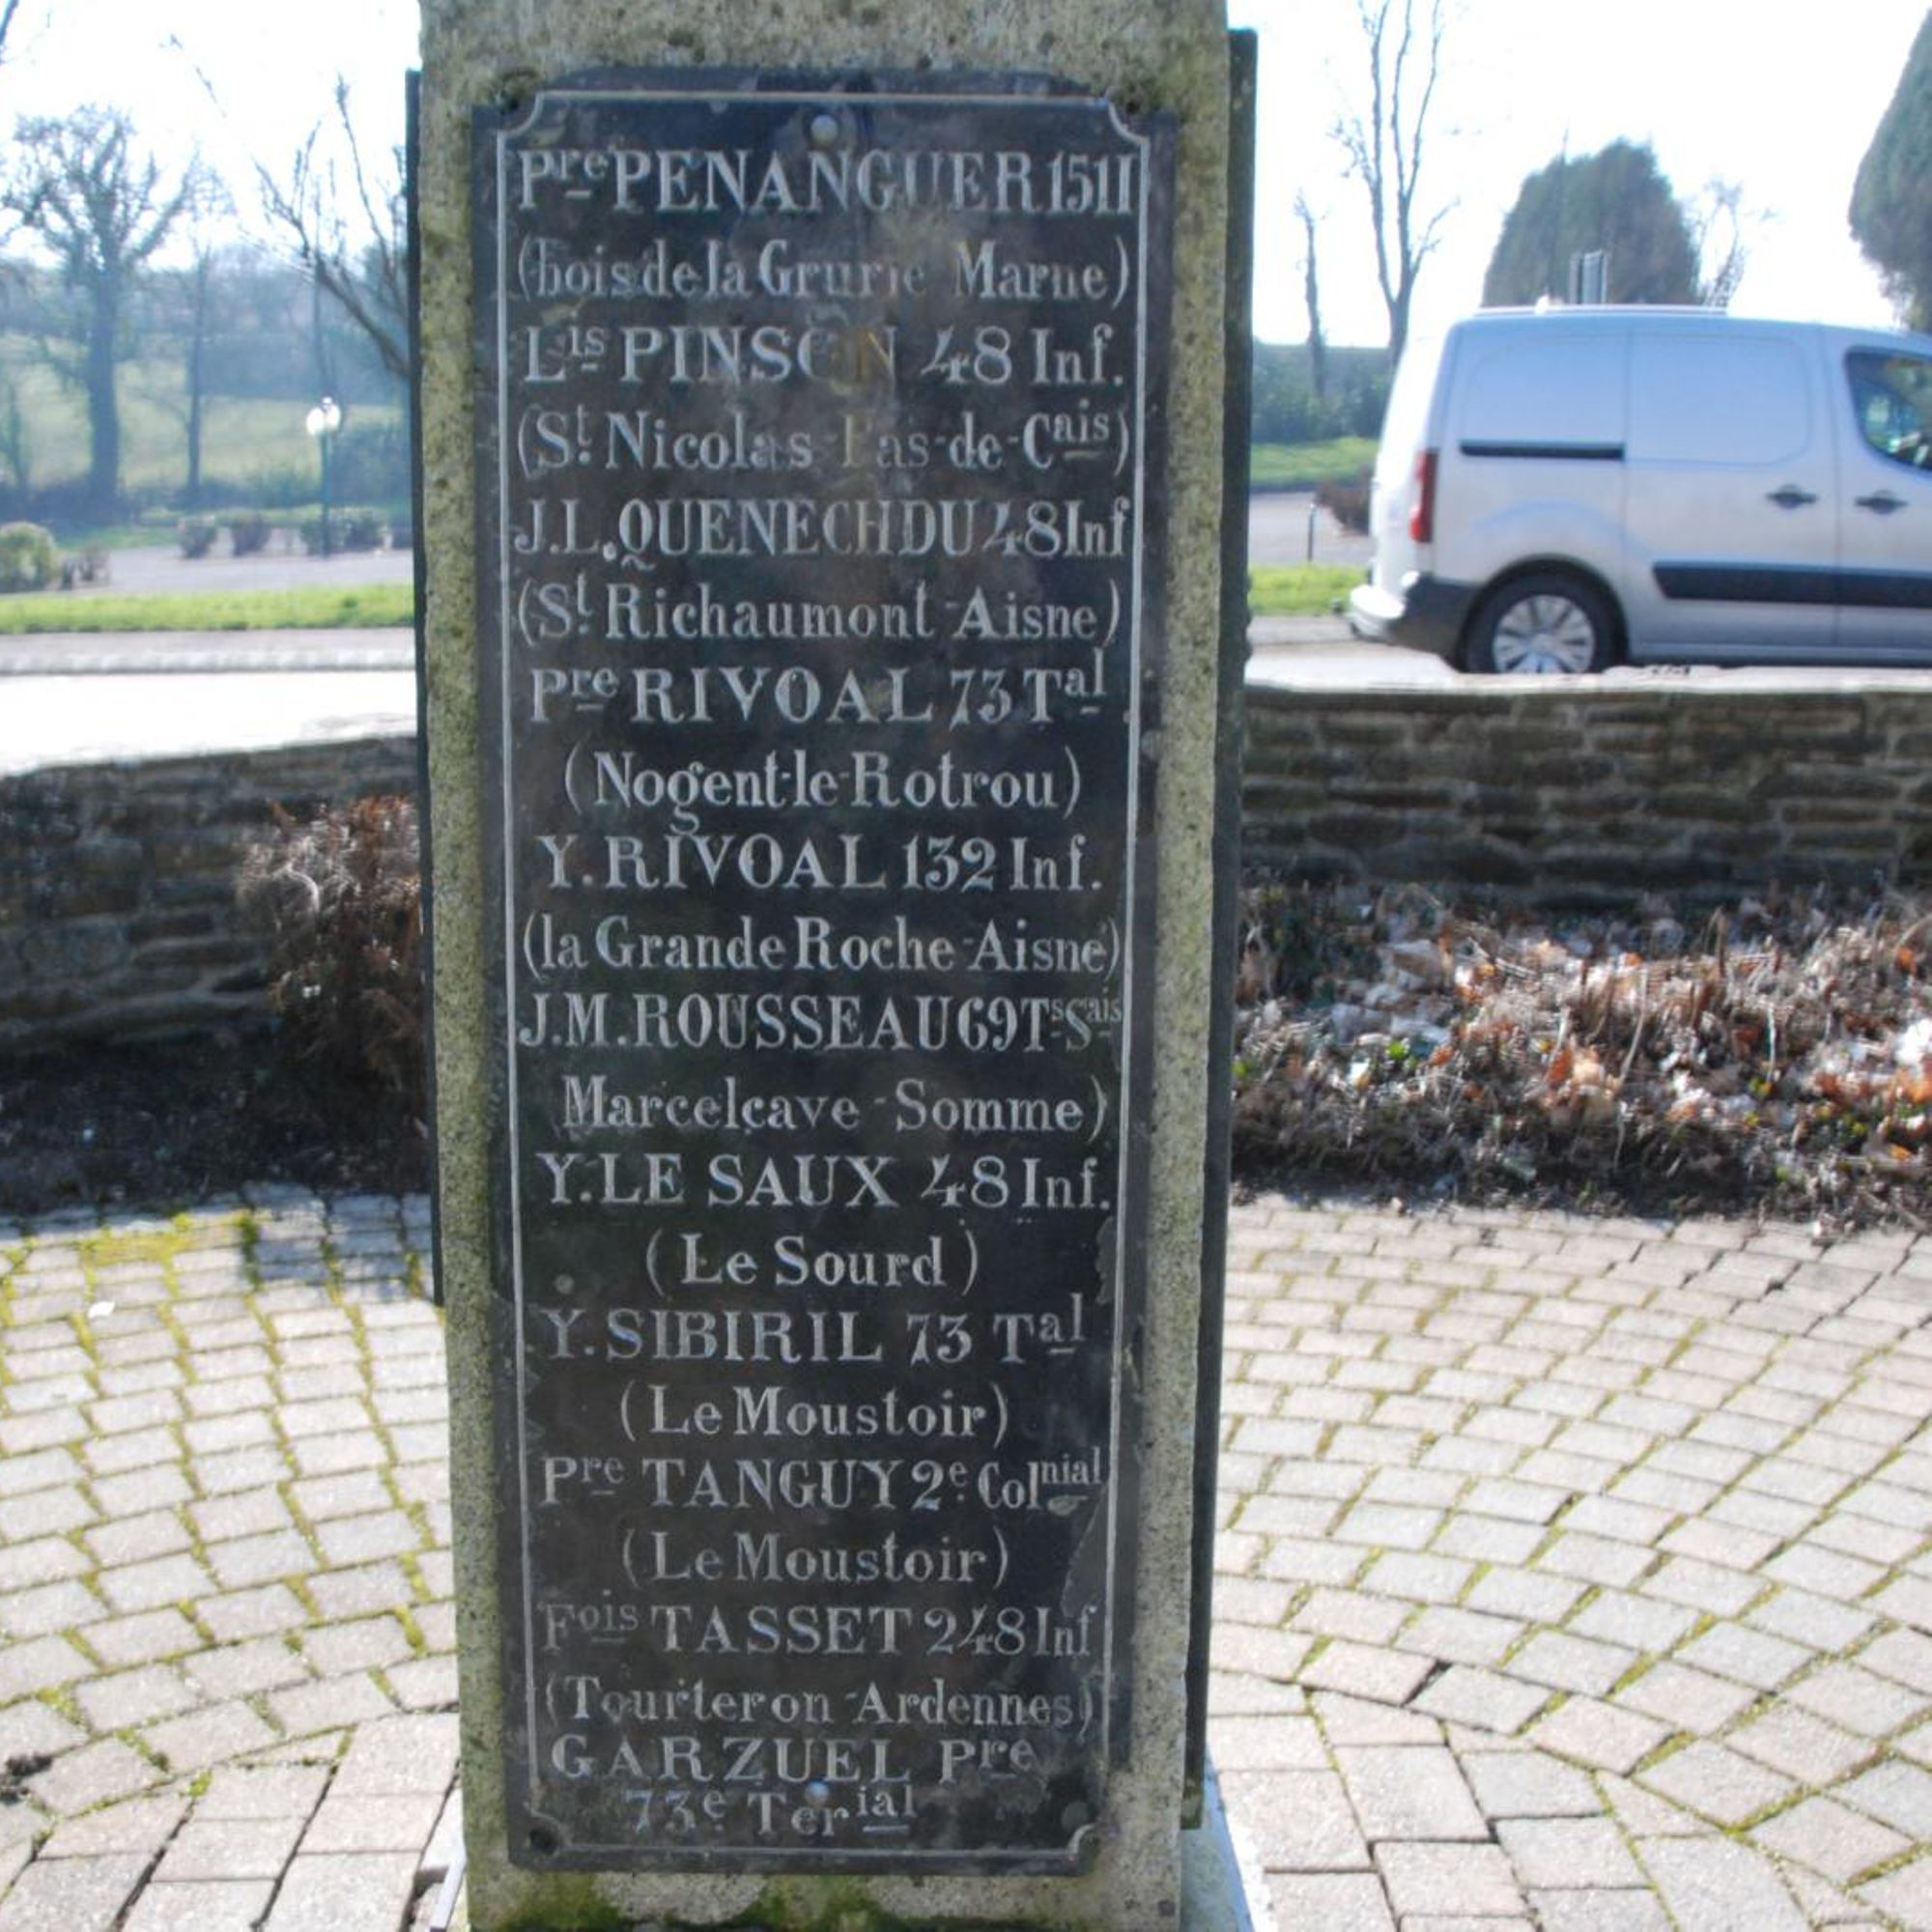 Pre PENANGUER 151 I
(bois de la Grurie Marne)
Lis PINSON 48 Inf.
(St Nicolas-Pas-de-Cais)
J.L. QUENECHDU 48 Inf
(St Richaumont-Aisne)
Pre RIVOAL 73 Tal
(Nogent-le-Rotrou)
Y. RIVOAL 132 Inf.
(la Grande Roche-Aisne)
J.M. ROUSSEAU 69 Ts Sais
Marcelcave-Somme)
Y. LE SAUX 48 Inf.
(Le Sourd)
Y. SIBIRIL 73 Tal
(Le Moustoir)
Pre TANGUY 2e Colnial
(Le Moustoir)
Fois TASSET 248 Inf
(Tourteron-Ardennes)
GARZUEL Pre
73e Terial